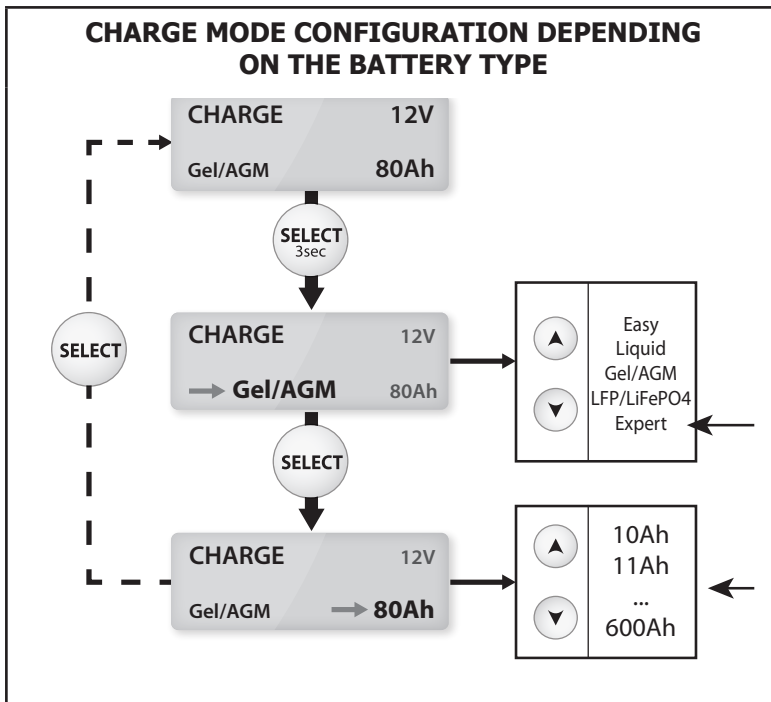 CHARGE MODE CONFIGURATION DEPENDING
ON THE BATTERY TYPE
CHARGE 12V
Gel/AGM 80Ah
SELECT
3sec
CHARGE 12V
Gel/AGM 80Ah
Easy
Liquid
Gel/AGM
LFP/LiFePO4
Expert
SELECT
SELECT
CHARGE 12V
Gel/AGM 80Ah
10Ah
11Ah
...
600Ah